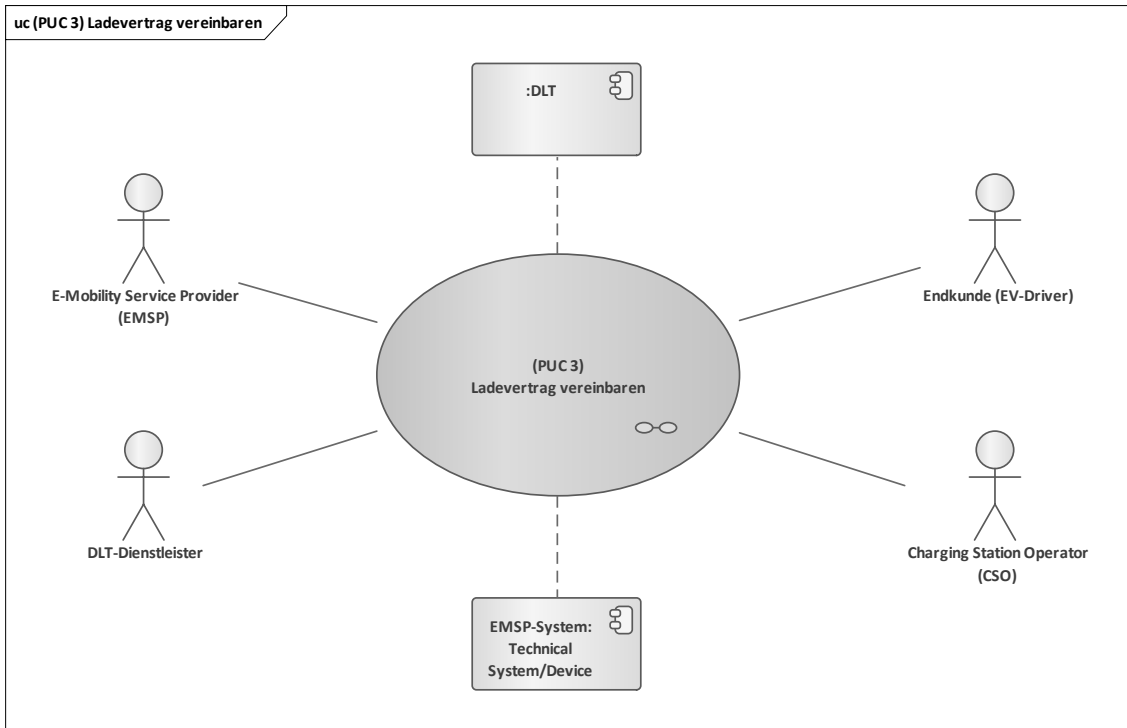 uc (PUC 3) Ladevertrag vereinbaren
:DLT
E-Mobility Service Provider
(EMSP)
Endkunde (EV-Driver)
(PUC 3)
Ladevertrag vereinbaren
DLT-Dienstleister
Charging Station Operator
(CSO)
EMSP-System:
Technical
System/Device